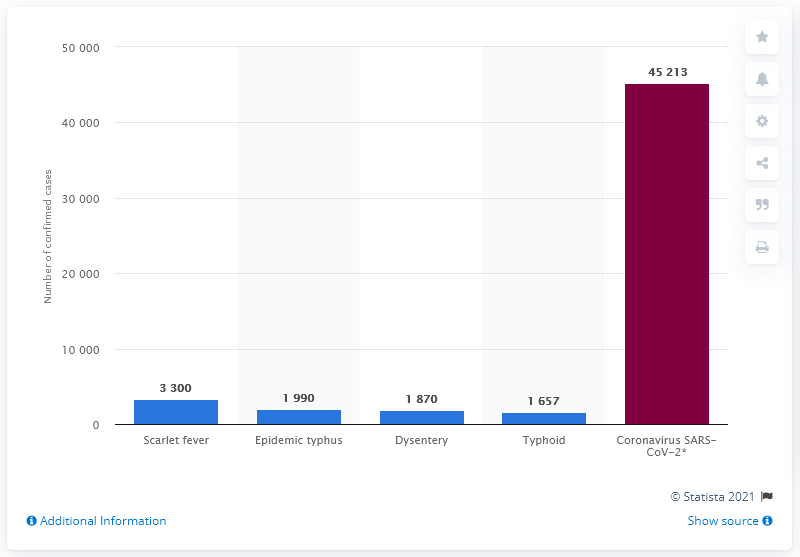 50 000
40 000
30 000
20 000
10 000
0
Number of confirmed cases
3 300
1 990
1 870
1 657
45 213
Scarlet fever
Epidemic typhus
Dysentery
Typhoid
Coronavirus SARS-
CoV-2*
© Statista 2021
Additional Information
Show source